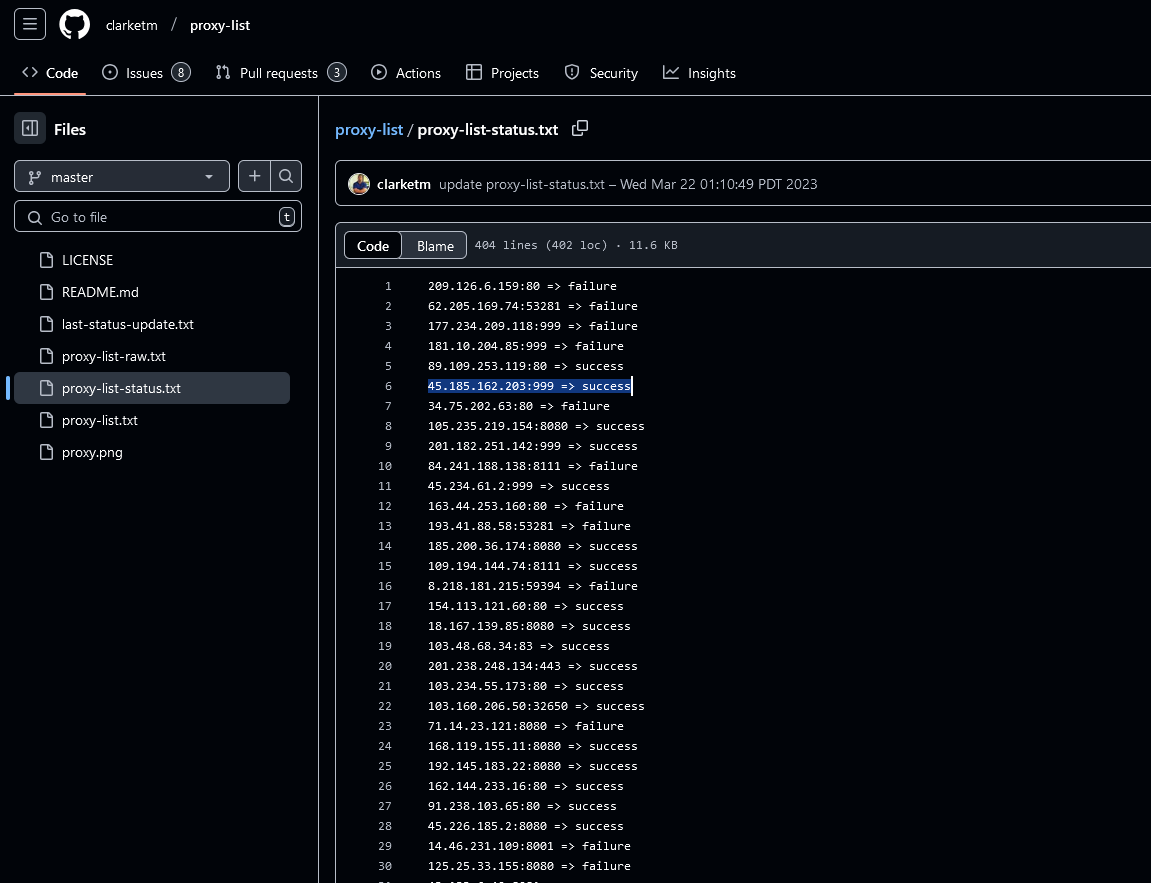 clarketm / proxy-list
Code Issues 8 Pull requests 3 Actions Projects Security Insights
Files
master
Go to file t
LICENSE
README.md
last-status-update.txt
proxy-list-raw.txt
proxy-list-status.txt
proxy-list.txt
proxy.png
proxy-list / proxy-list-status.txt
clarketm update proxy-list-status.txt – Wed Mar 22 01:10:49 PDT 2023
Code Blame 404 lines (402 loc) · 11.6 KB
1 209.126.6.159:80 => failure
2 62.205.169.74:53281 => failure
3 177.234.209.118:999 => failure
4 181.10.204.85:999 => failure
5 89.109.253.119:80 => success
6 45.185.162.203:999 => success
7 34.75.202.63:80 => failure
8 105.235.219.154:8080 => success
9 201.182.251.142:999 => success
10 84.241.188.138:8111 => failure
11 45.234.61.2:999 => success
12 163.44.253.160:80 => failure
13 193.41.88.58:53281 => failure
14 185.200.36.174:8080 => success
15 109.194.144.74:8111 => success
16 8.218.181.215:59394 => failure
17 154.113.121.60:80 => success
18 18.167.139.85:8080 => success
19 103.48.68.34:83 => success
20 201.238.248.134:443 => success
21 103.234.55.173:80 => success
22 103.160.206.50:32650 => success
23 71.14.23.121:8080 => failure
24 168.119.155.11:8080 => success
25 192.145.183.22:8080 => success
26 162.144.233.16:80 => success
27 91.238.103.65:80 => success
28 45.226.185.2:8080 => success
29 14.46.231.109:8001 => failure
30 125.25.33.155:8080 => failure